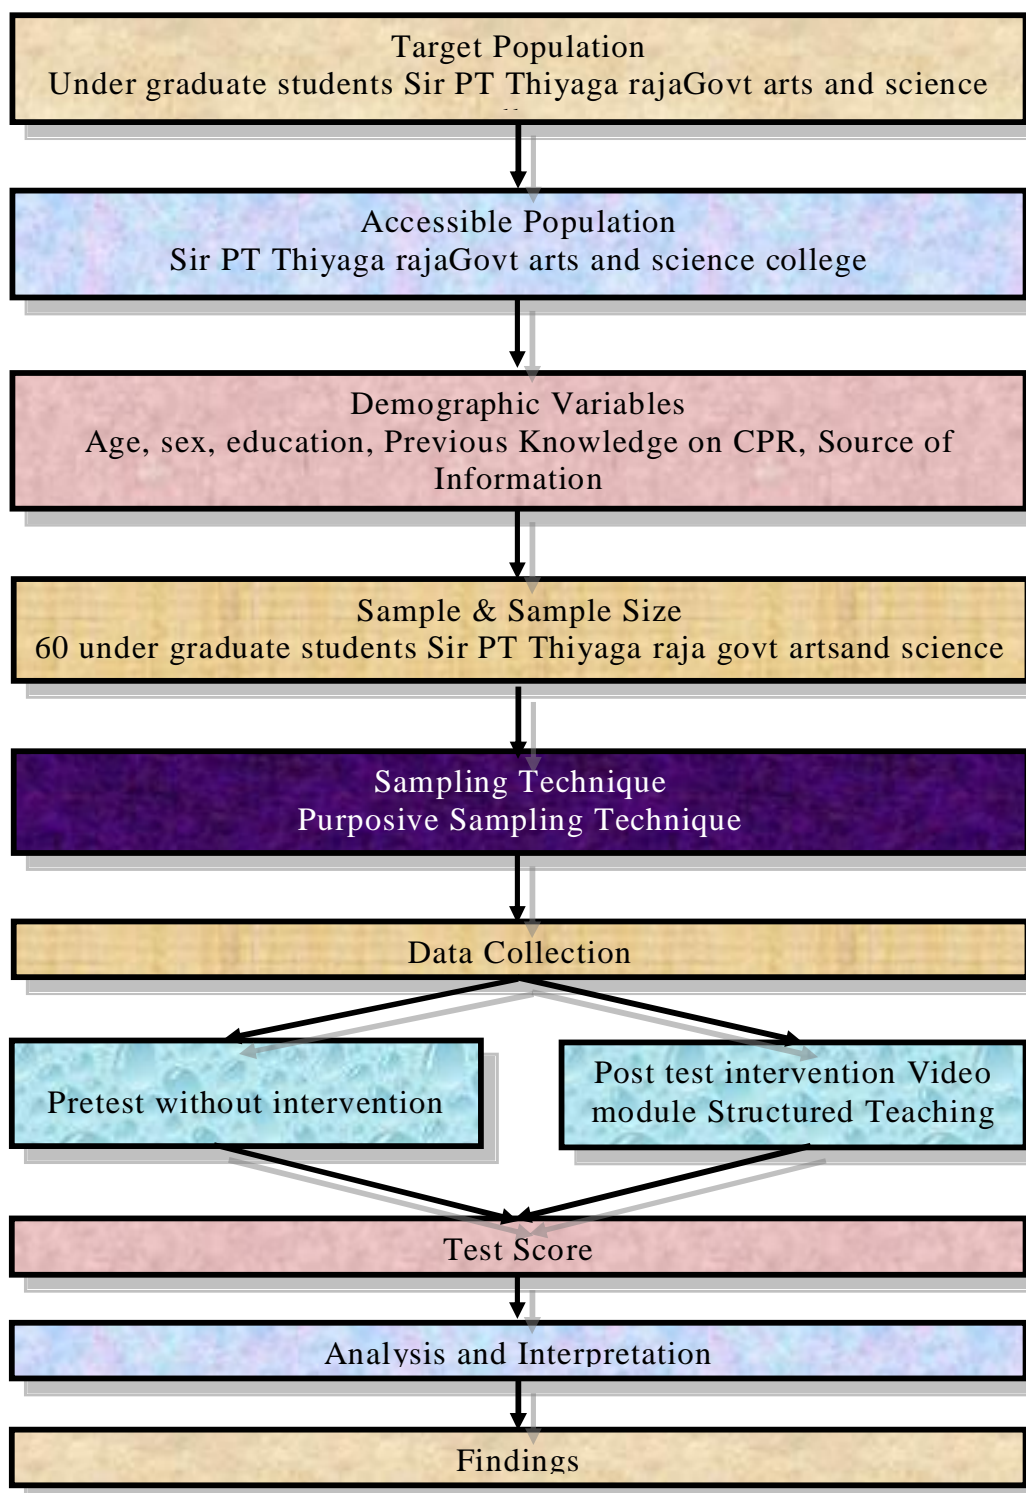 Target Population
Under graduate students Sir PT Thiyaga rajaGovt arts and science
Accessible Population
Sir PT Thiyaga rajaGovt arts and science college
Demographic Variables
Age, sex, education, Previous Knowledge on CPR, Source of
Information
Sample & Sample Size
60 under graduate students Sir PT Thiyaga raja govt artsand science
Sampling Technique
Purposive Sampling Technique
Data Collection
Pretest without intervention
Post test intervention Video
module Structured Teaching
Test Score
Analysis and Interpretation
Findings